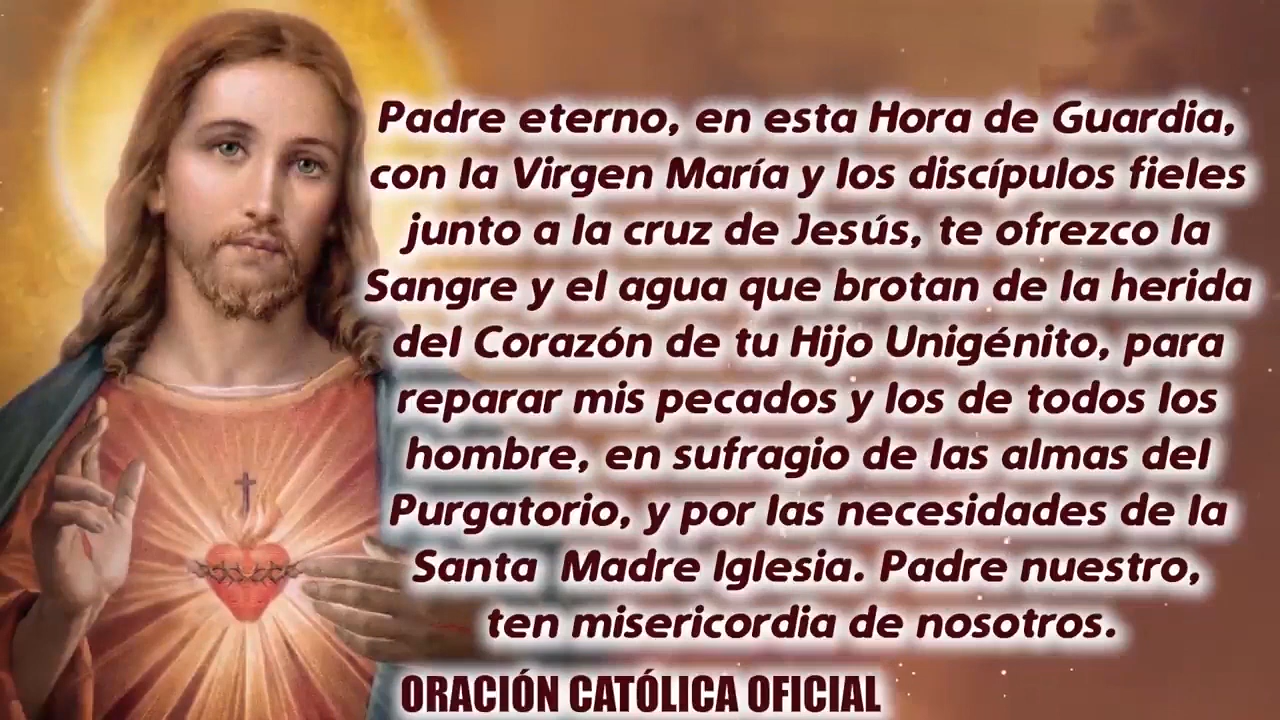 Padre eterno, en esta Hora de Guardia,
con la Virgen María y los discípulos fieles
junto a la cruz de Jesús, te ofrezco la
Sangre y el agua que brotan de la herida
del Corazón de tu Hijo Unigénito, para
reparar mis pecados y los de todos los
hombre, en sufragio de las almas del
Purgatorio, y por las necesidades de la
Santa  Madre Iglesia. Padre nuestro,
ten misericordia de nosotros.
ORACIÓN CATÓLICA OFICIAL